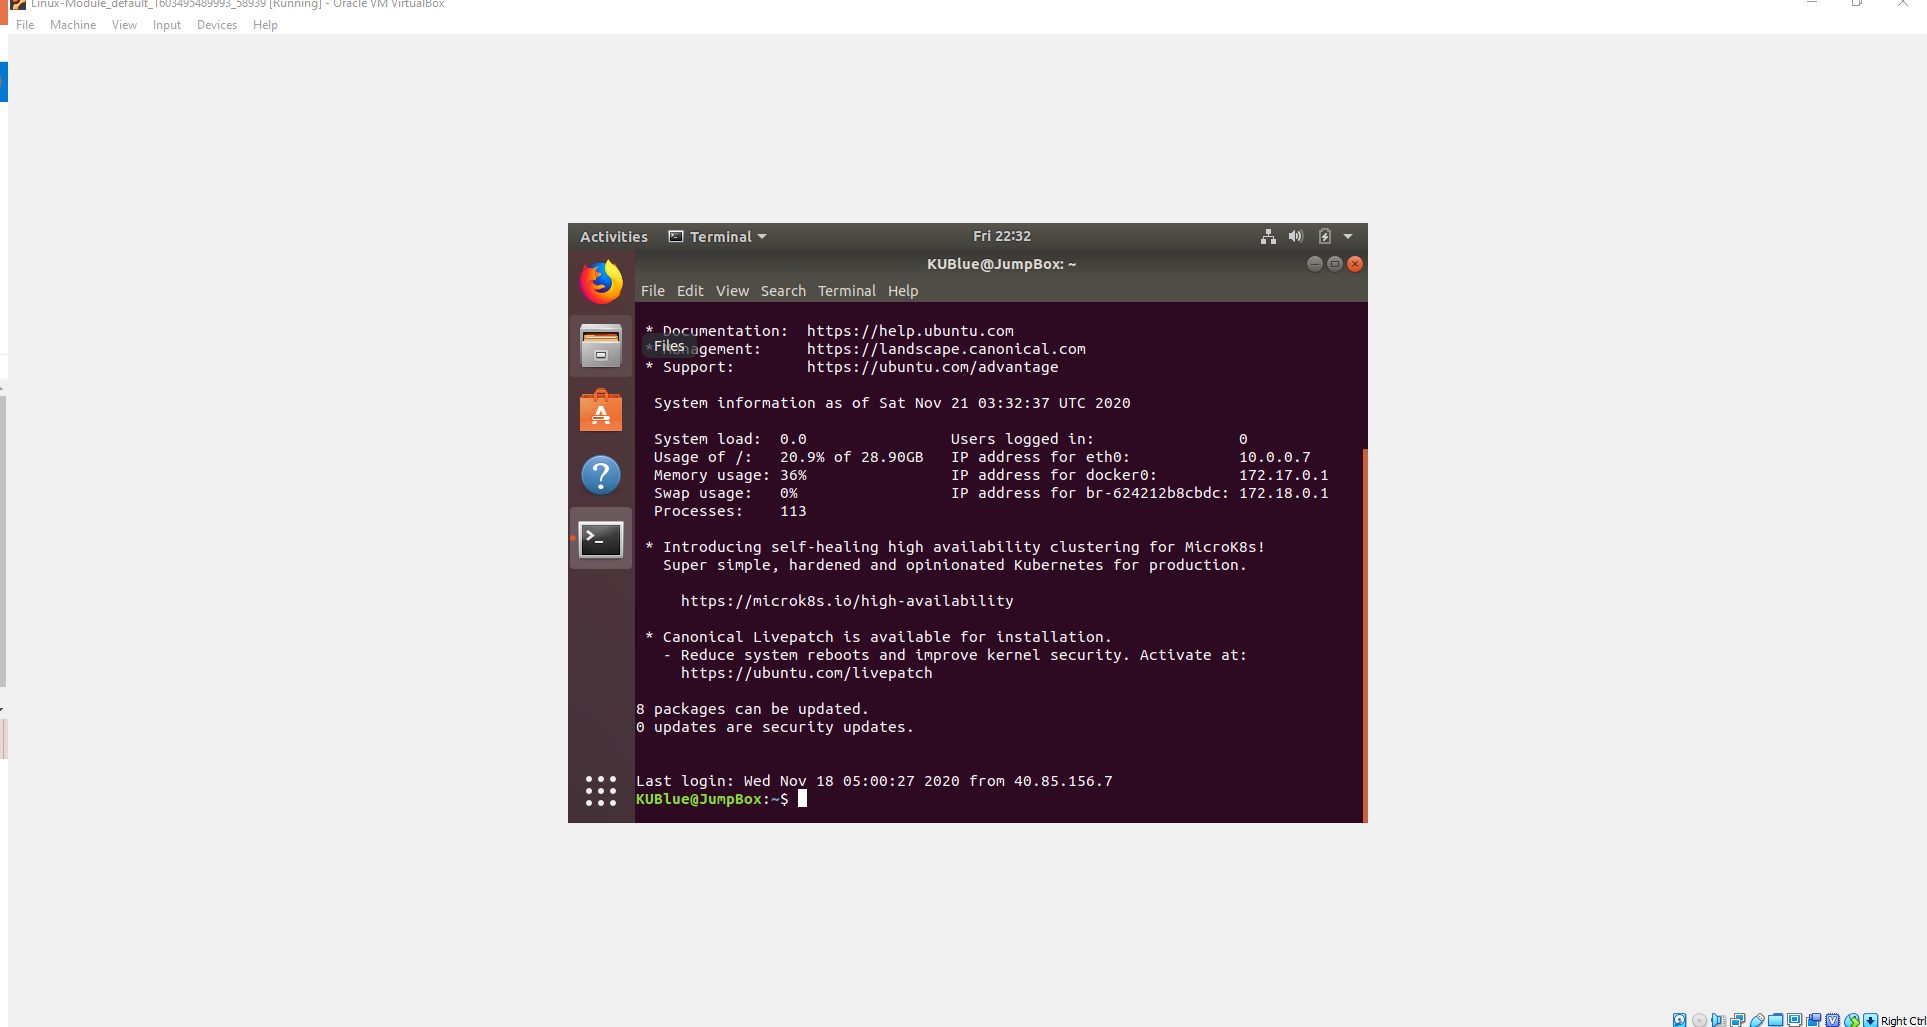 Linux-Module_default_1603495489993_58939 [Running] - Oracle VM VirtualBox
File Machine View Input Devices Help
Activities Terminal Fri 22:32
KUBlue@JumpBox: ~
File Edit View Search Terminal Help
* Documentation: https://help.ubuntu.com
Files
* Management: https://landscape.canonical.com
* Support: https://ubuntu.com/advantage
System information as of Sat Nov 21 03:32:37 UTC 2020
System load: 0.0 Users logged in: 0
Usage of /: 20.9% of 28.90GB IP address for eth0: 10.0.0.7
Memory usage: 36% IP address for docker0: 172.17.0.1
Swap usage: 0% IP address for br-624212b8cbdc: 172.18.0.1
Processes: 113
* Introducing self-healing high availability clustering for MicroK8s!
Super simple, hardened and opinionated Kubernetes for production.
https://microk8s.io/high-availability
* Canonical Livepatch is available for installation.
- Reduce system reboots and improve kernel security. Activate at:
https://ubuntu.com/livepatch
8 packages can be updated.
0 updates are security updates.
Last login: Wed Nov 18 05:00:27 2020 from 40.85.156.7
KUBlue@JumpBox:~$
Right Ctrl